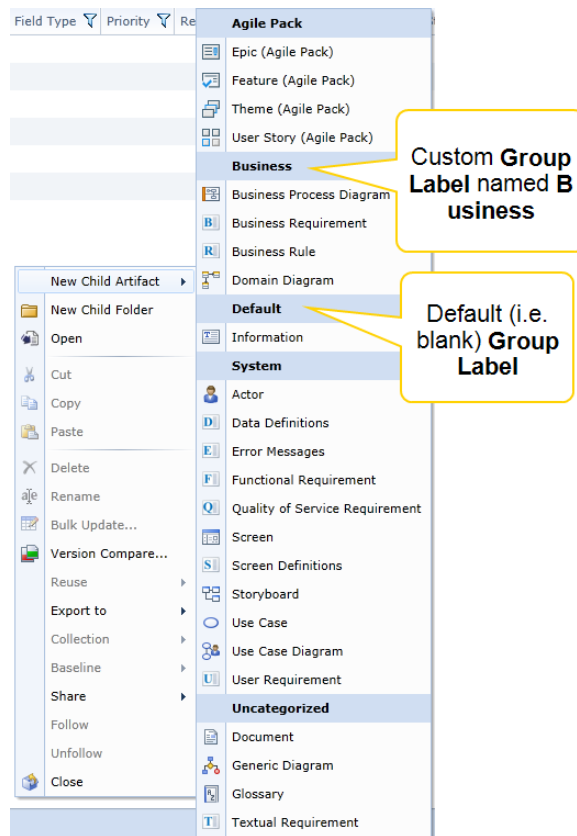 Field Type Priority Re
Agile Pack
Epic (Agile Pack)
Feature (Agile Pack)
Theme (Agile Pack)
User Story (Agile Pack)
Business
Business Process Diagram
Business Requirement
Business Rule
Domain Diagram
Default
Information
System
Actor
Data Definitions
Error Messages
Functional Requirement
Quality of Service Requirement
Screen
Screen Definitions
Storyboard
Use Case
Use Case Diagram
User Requirement
Uncategorized
Document
Generic Diagram
Glossary
Textual Requirement
Custom Group
Label named B
usiness
Default (i.e.
blank) Group
Label
New Child Artifact
New Child Folder
Open
Cut
Copy
Paste
Delete
Rename
Bulk Update...
Version Compare...
Reuse
Export to
Collection
Baseline
Share
Follow
Unfollow
Close